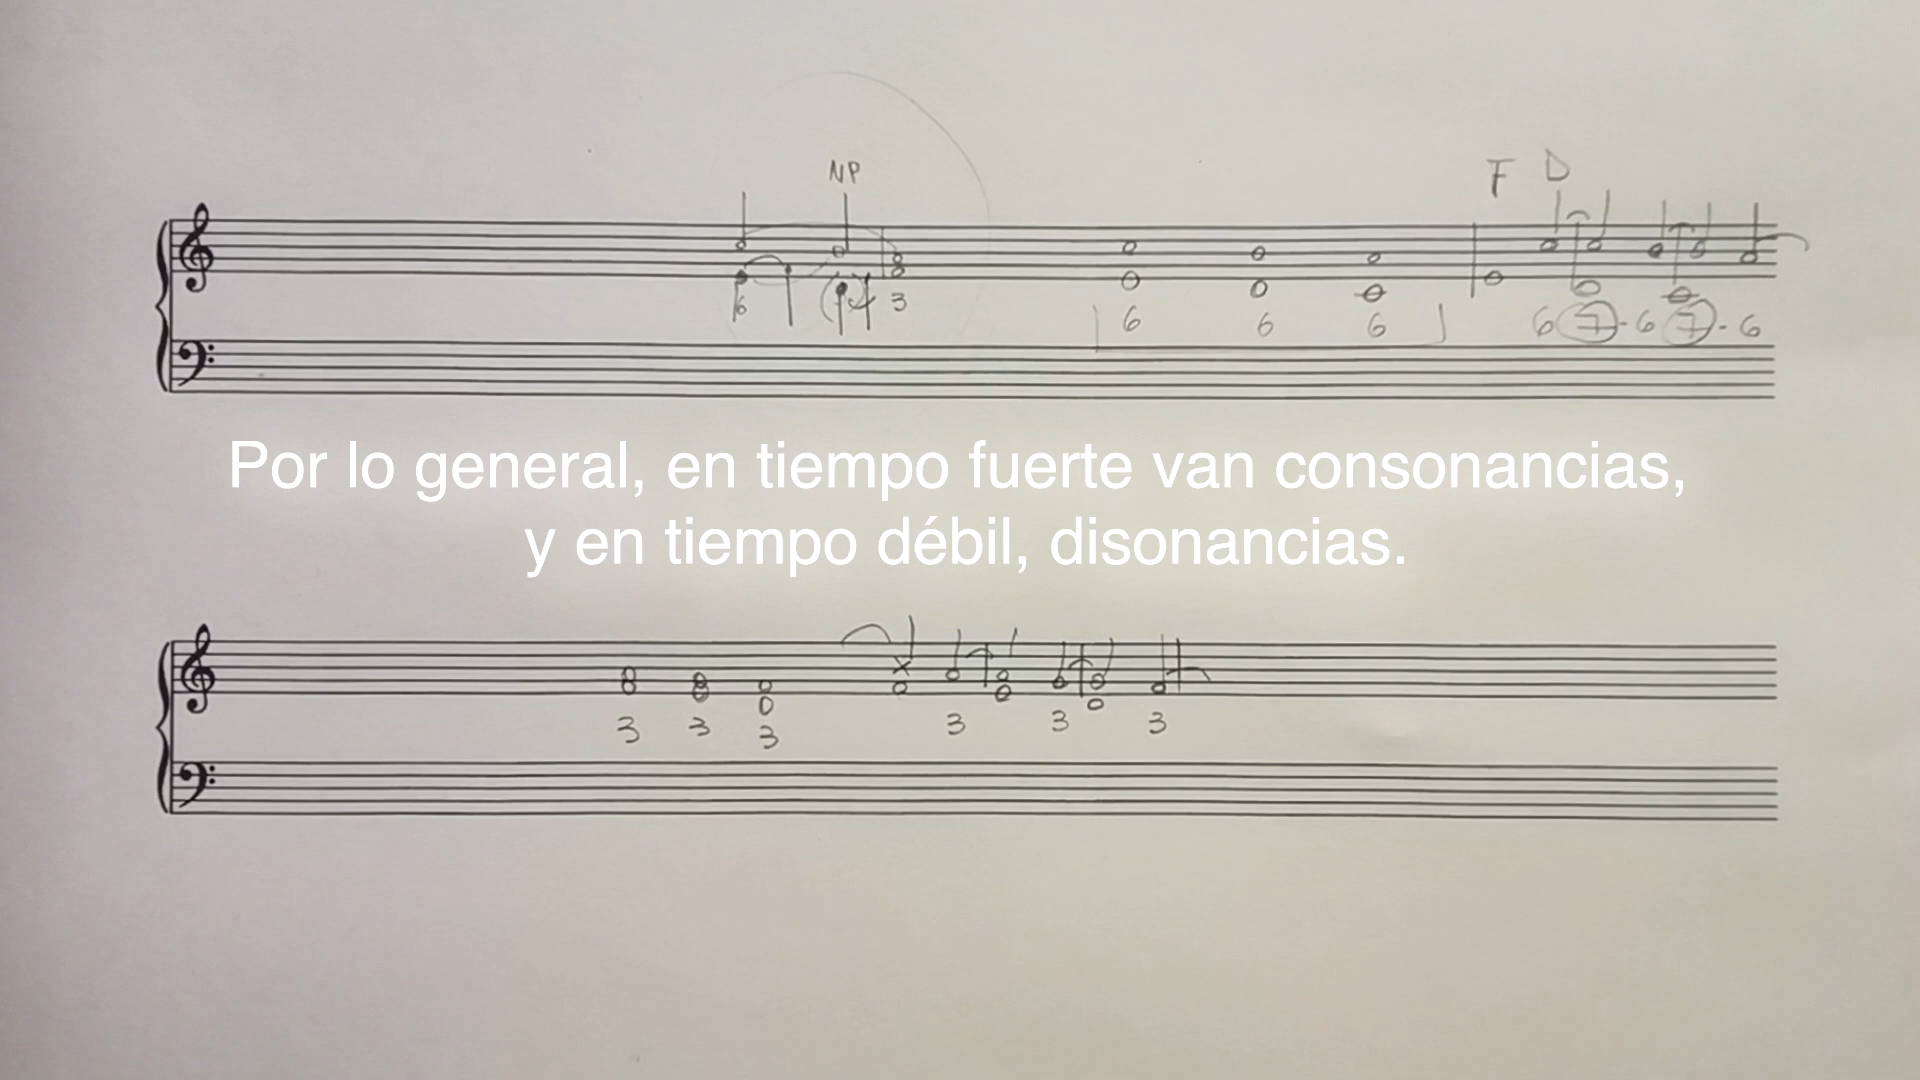 NP
F D
6 4 3 6 6 6 6 7-6 7-6
Por lo general, en tiempo fuerte van consonancias,
y en tiempo débil, disonancias.
3 3 3 3 3 3